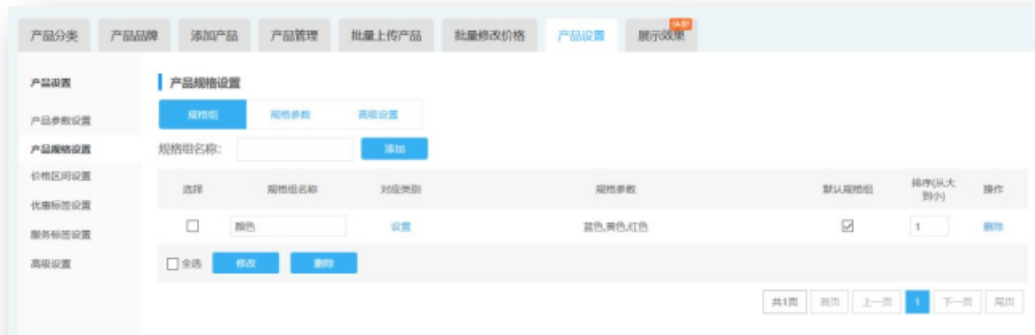 产品分类 产品品牌 添加产品 产品管理 批量上传产品 批量修改价格 产品设置 展示效果
产品设置
产品参数设置
产品规格设置
价格区间设置
优惠标签设置
服务标签设置
高级设置
产品规格设置
规格组 规格参数 高级设置
规格组名称: 添加
选择 规格组名称 对应类别 规格参数 默认规格组 排序(从大到小) 操作
颜色 设置 蓝色,黄色,红色 1 删除
全选 修改 删除
共1页 首页 上一页 1 下一页 尾页